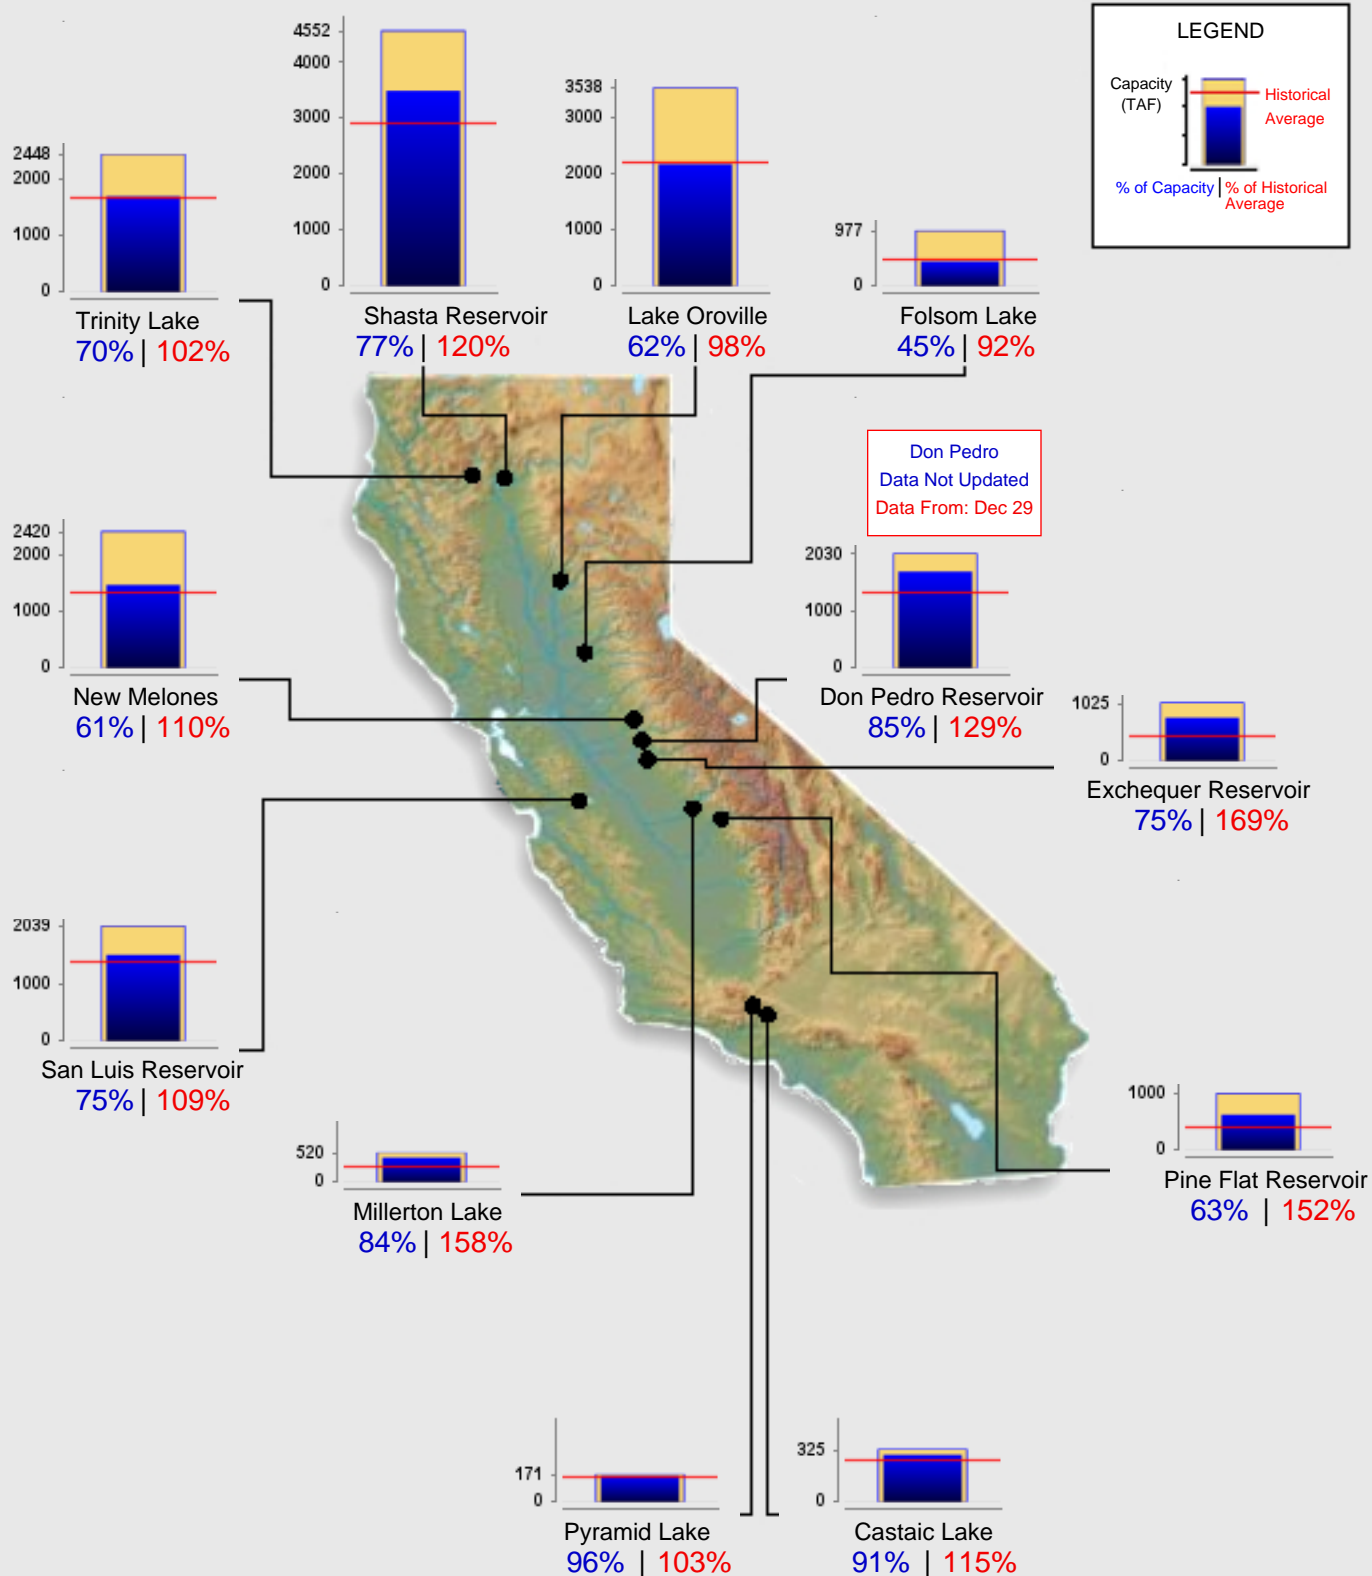 LEGEND
Capacity
(TAF)
Historical
Average
% of Capacity | % of Historical
Average
4552
4000
3000
2000
1000
0
Shasta Reservoir
77% | 120%
3538
3000
2000
1000
0
Lake Oroville
62% | 98%
2448
2000
1000
0
Trinity Lake
70% | 102%
977
0
Folsom Lake
45% | 92%
Don Pedro
Data Not Updated
Data From: Dec 29
2420
2000
1000
0
New Melones
61% | 110%
2030
1000
0
Don Pedro Reservoir
85% | 129%
1025
0
Exchequer Reservoir
75% | 169%
2039
1000
0
San Luis Reservoir
75% | 109%
520
0
Millerton Lake
84% | 158%
1000
0
Pine Flat Reservoir
63% | 152%
171
0
Pyramid Lake
96% | 103%
325
0
Castaic Lake
91% | 115%